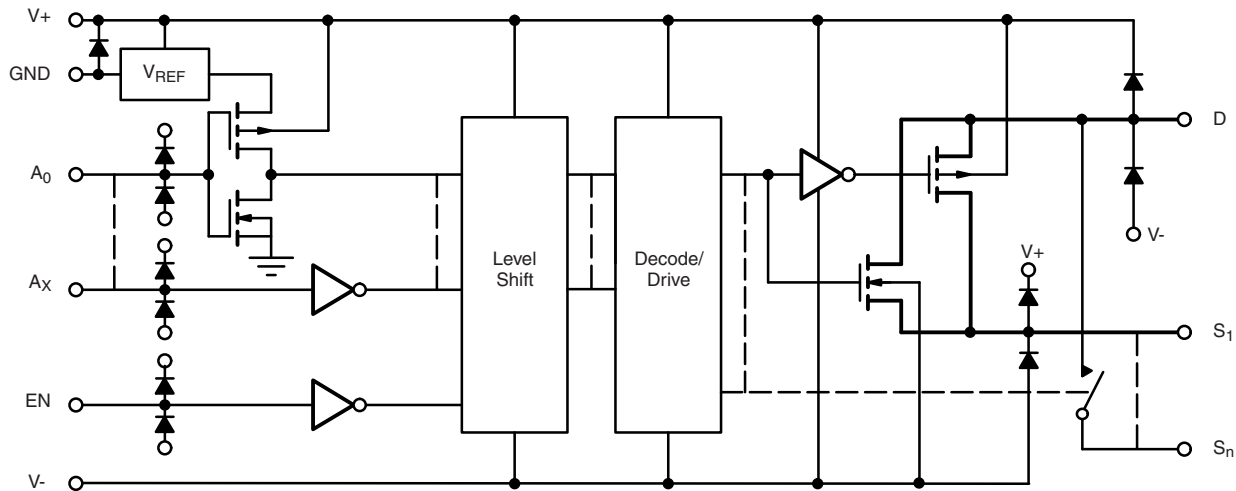 V+
GND
VREF
A0
AX
EN
V-
Level
Shift
Decode/
Drive
D
V-
V+
S1
Sn